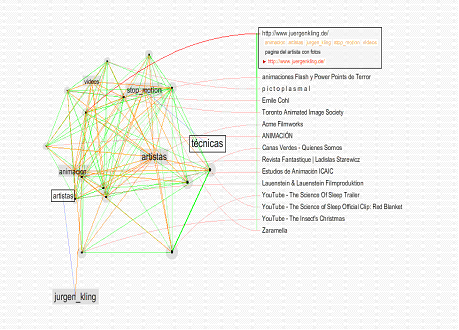 http://www.juergenkling.de/
animacion artistas jurgen_kling stop_motion videos
pagina del artista con fotos
► http://www.juergenkling.de/
videos
stop_motion
animaciones Flash y Power Points de Terror
p i c t o p l a s m a l
Emile Cohl
Toronto Animated Image Society
Acme Filmworks
técnicas
ANIMACIÓN
artistas
Canas Verdes - Quienes Somos
Revista Fantastique | Ladislas Starewicz
animacion
Estudios de Animación ICAIC
Lauenstein & Lauenstein Filmproduktion
artistas
YouTube - The Science Of Sleep Trailer
YouTube - The Science of Sleep Official Clip: Red Blanket
YouTube - The Insect's Christmas
Zaramella
jurgen_kling